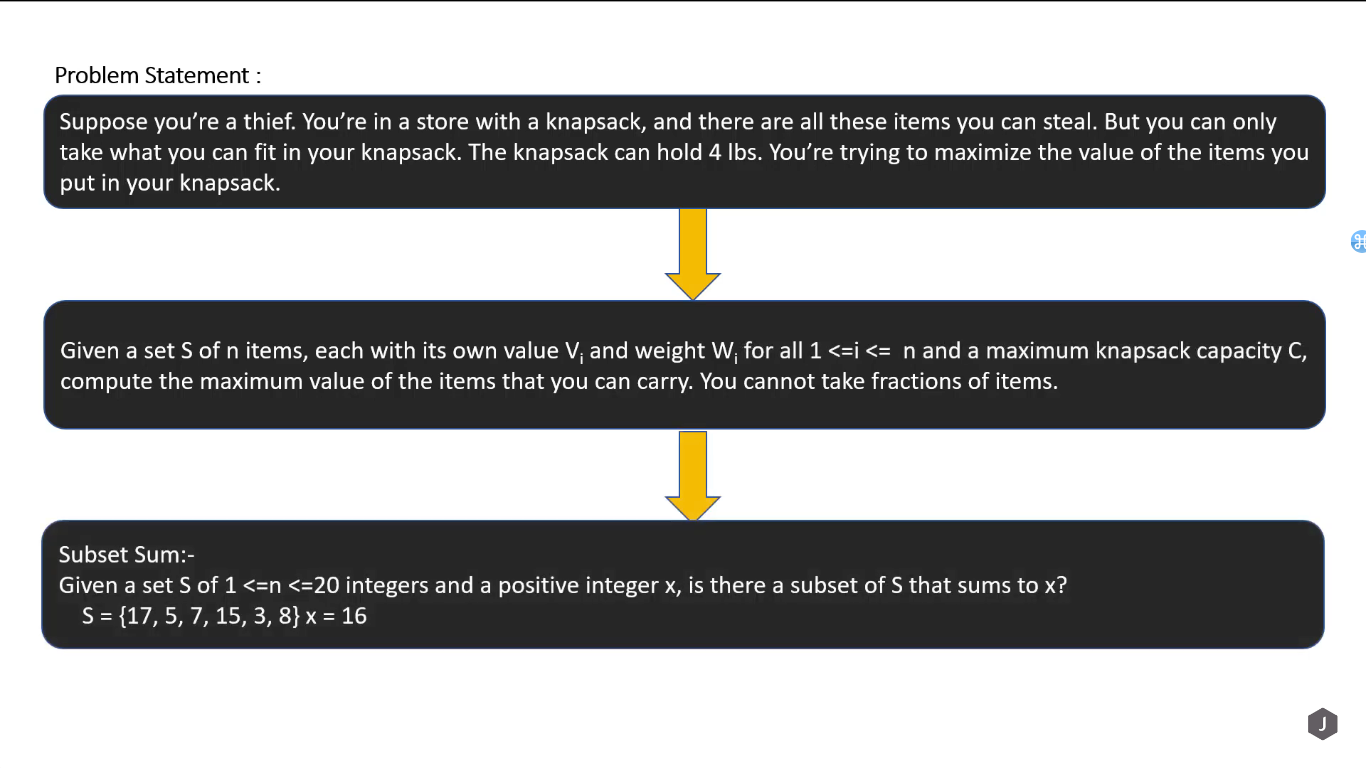 Problem Statement :
Suppose you’re a thief. You’re in a store with a knapsack, and there are all these items you can steal. But you can only
take what you can fit in your knapsack. The knapsack can hold 4 lbs. You’re trying to maximize the value of the items you
put in your knapsack.
Given a set S of n items, each with its own value Vi and weight Wi for all 1 <=i <= n and a maximum knapsack capacity C,
compute the maximum value of the items that you can carry. You cannot take fractions of items.
Subset Sum:-
Given a set S of 1 <=n <=20 integers and a positive integer x, is there a subset of S that sums to x?
S = {17, 5, 7, 15, 3, 8} x = 16
J